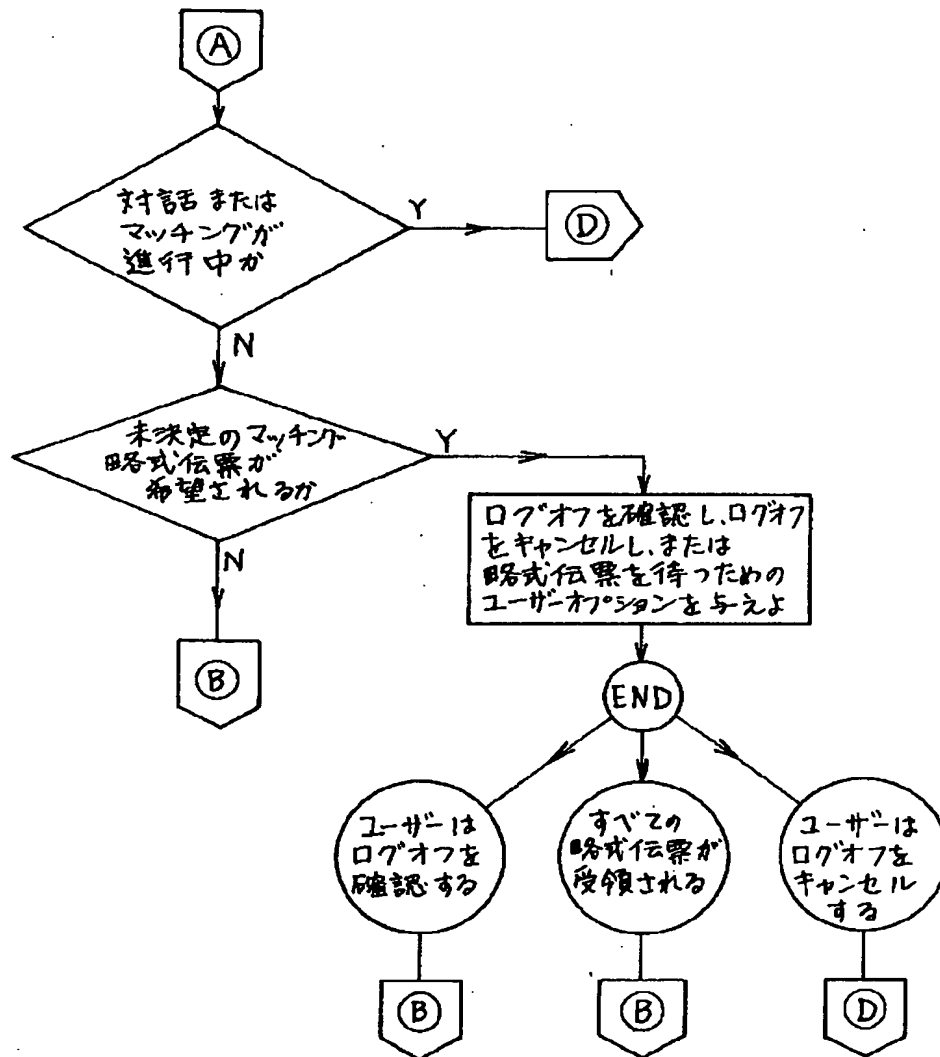 A
対話または
マッチングが
進行中か
Y
D
N
未決定のマッチング
略式伝票が
希望されるか
Y
N
B
ログオフを確認し、ログオフ
をキャンセルし、または
略式伝票を待つための
ユーザーオプションを与えよ
END
ユーザーは
ログオフを
確認する
すべての
略式伝票が
受領される
ユーザーは
ログオフを
キャンセル
する
B
B
D